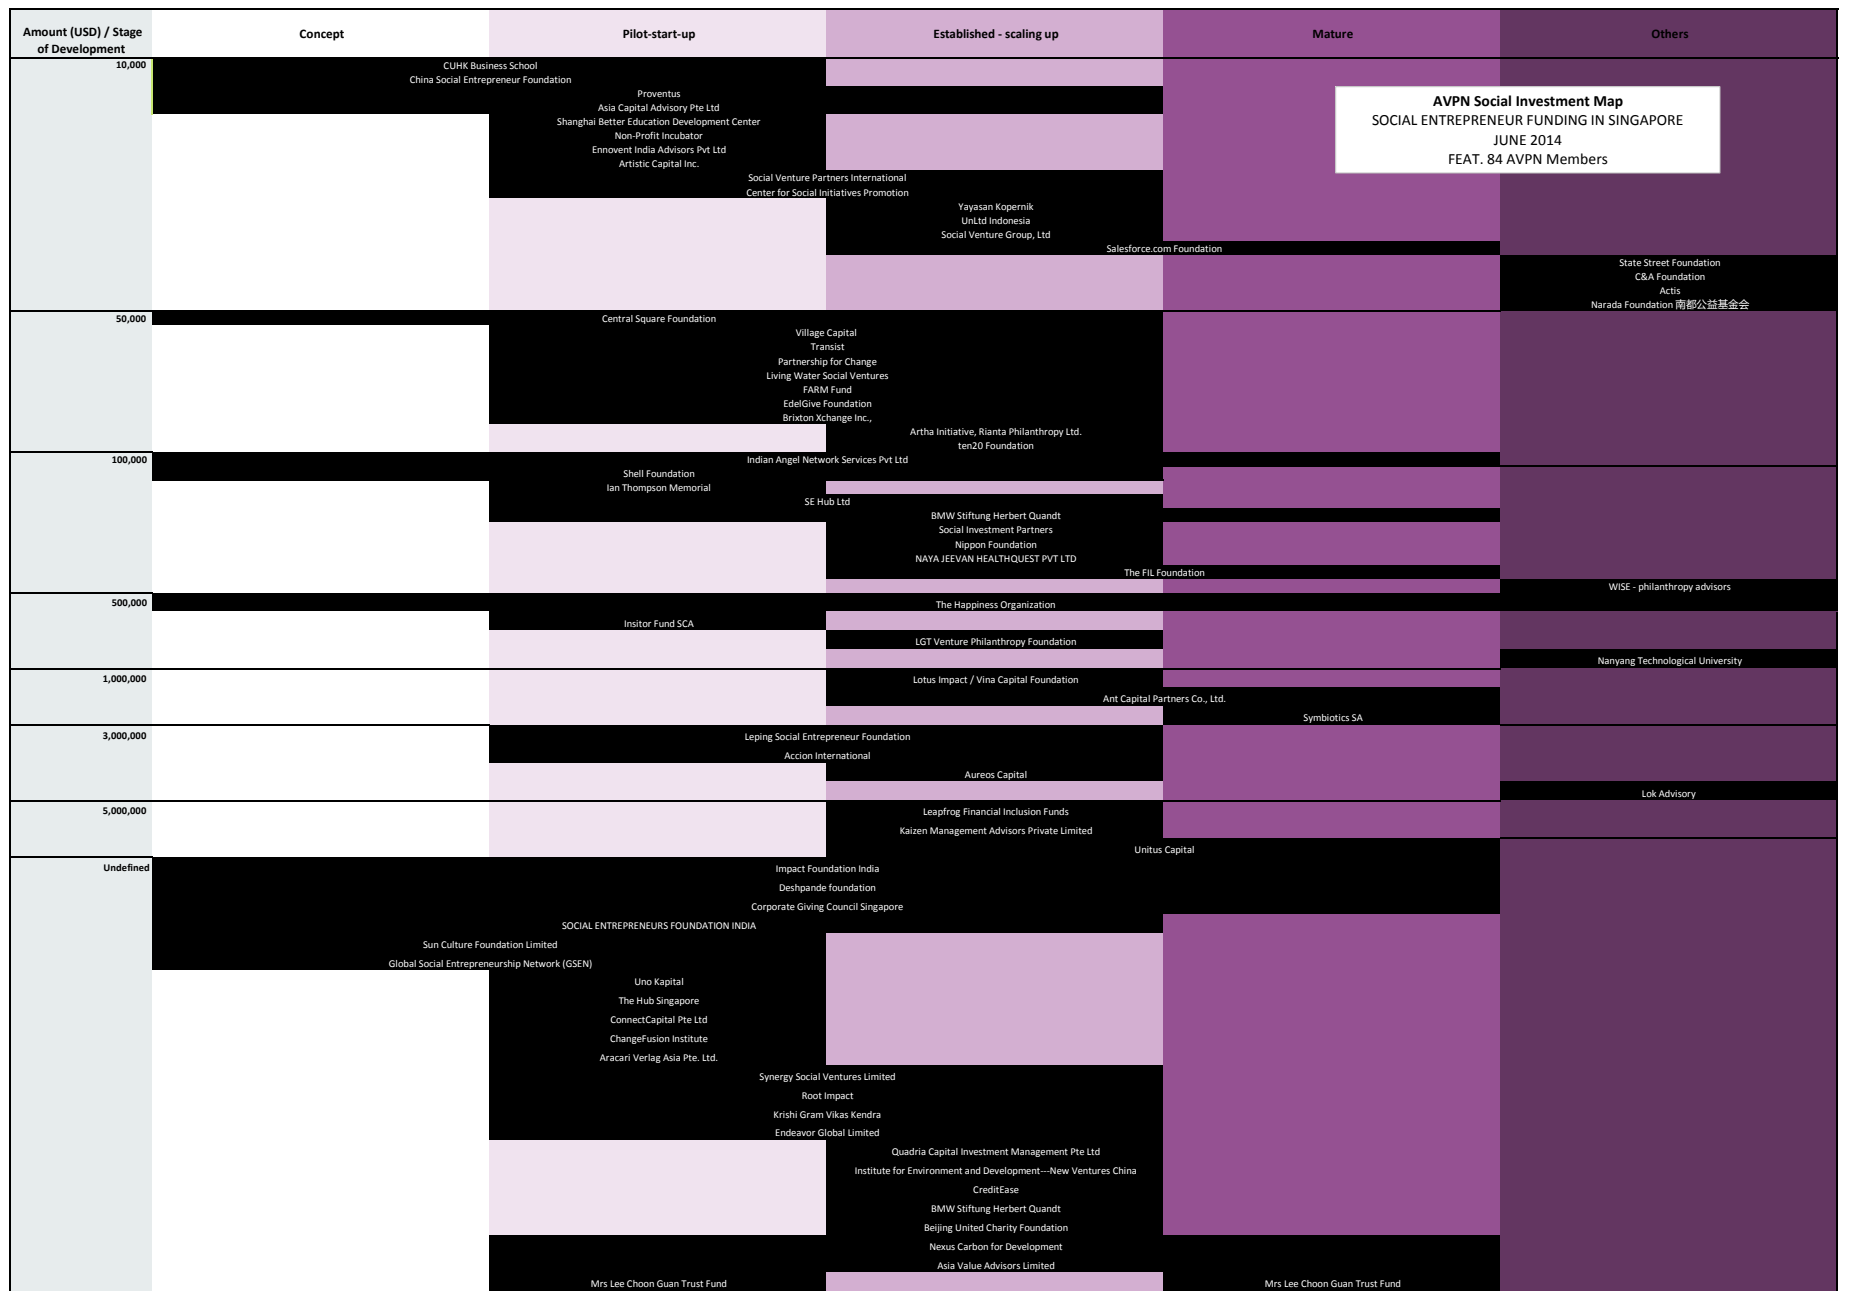 Amount (USD) / Stage
of Development
Concept
Pilot-start-up
Established - scaling up
Mature
Others
10,000
CUHK Business School
China Social Entrepreneur Foundation
Proventus
Asia Capital Advisory Pte Ltd
Shanghai Better Education Development Center
Non-Profit Incubator
Ennovent India Advisors Pvt Ltd
Artistic Capital Inc.
AVPN Social Investment Map
SOCIAL ENTREPRENEUR FUNDING IN SINGAPORE
JUNE 2014
FEAT. 84 AVPN Members
Social Venture Partners International
Center for Social Initiatives Promotion
Yayasan Kopernik
UnLtd Indonesia
Social Venture Group, Ltd
Salesforce.com Foundation
State Street Foundation
C&A Foundation
Actis
Narada Foundation 南都公益基金会
50,000
Central Square Foundation
Village Capital
Transist
Partnership for Change
Living Water Social Ventures
FARM Fund
EdelGive Foundation
Brixton Xchange Inc.,
Artha Initiative, Rianta Philanthropy Ltd.
ten20 Foundation
100,000
Indian Angel Network Services Pvt Ltd
Shell Foundation
Ian Thompson Memorial
SE Hub Ltd
BMW Stiftung Herbert Quandt
Social Investment Partners
Nippon Foundation
NAYA JEEVAN HEALTHQUEST PVT LTD
The FIL Foundation
WISE - philanthropy advisors
500,000
The Happiness Organization
Insitor Fund SCA
LGT Venture Philanthropy Foundation
Nanyang Technological University
1,000,000
Lotus Impact / Vina Capital Foundation
Ant Capital Partners Co., Ltd.
Symbiotics SA
3,000,000
Leping Social Entrepreneur Foundation
Accion International
Aureos Capital
Lok Advisory
5,000,000
Leapfrog Financial Inclusion Funds
Kaizen Management Advisors Private Limited
Unitus Capital
Undefined
Impact Foundation India
Deshpande foundation
Corporate Giving Council Singapore
SOCIAL ENTREPRENEURS FOUNDATION INDIA
Sun Culture Foundation Limited
Global Social Entrepreneurship Network (GSEN)
Uno Kapital
The Hub Singapore
ConnectCapital Pte Ltd
ChangeFusion Institute
Aracari Verlag Asia Pte. Ltd.
Synergy Social Ventures Limited
Root Impact
Krishi Gram Vikas Kendra
Endeavor Global Limited
Quadria Capital Investment Management Pte Ltd
Institute for Environment and Development---New Ventures China
CreditEase
BMW Stiftung Herbert Quandt
Beijing United Charity Foundation
Nexus Carbon for Development
Asia Value Advisors Limited
Mrs Lee Choon Guan Trust Fund
Mrs Lee Choon Guan Trust Fund